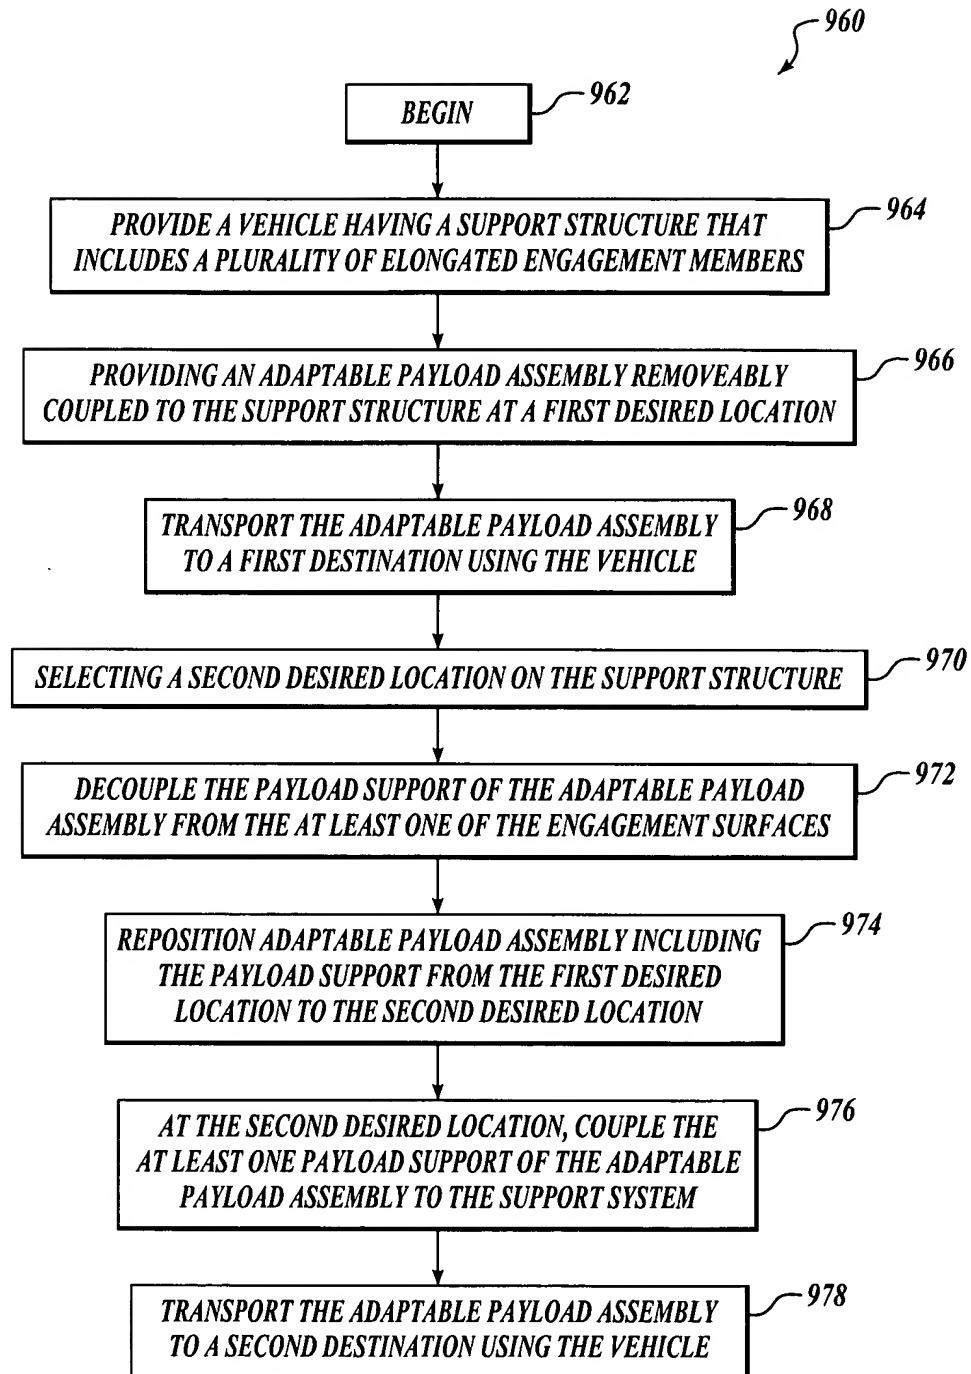 960
BEGIN
962
PROVIDE A VEHICLE HAVING A SUPPORT STRUCTURE THAT
INCLUDES A PLURALITY OF ELONGATED ENGAGEMENT MEMBERS
964
PROVIDING AN ADAPTABLE PAYLOAD ASSEMBLY REMOVEABLY
COUPLED TO THE SUPPORT STRUCTURE AT A FIRST DESIRED LOCATION
966
TRANSPORT THE ADAPTABLE PAYLOAD ASSEMBLY
TO A FIRST DESTINATION USING THE VEHICLE
968
SELECTING A SECOND DESIRED LOCATION ON THE SUPPORT STRUCTURE
970
DECOUPLE THE PAYLOAD SUPPORT OF THE ADAPTABLE PAYLOAD
ASSEMBLY FROM THE AT LEAST ONE OF THE ENGAGEMENT SURFACES
972
REPOSITION ADAPTABLE PAYLOAD ASSEMBLY INCLUDING
THE PAYLOAD SUPPORT FROM THE FIRST DESIRED
LOCATION TO THE SECOND DESIRED LOCATION
974
AT THE SECOND DESIRED LOCATION, COUPLE THE
AT LEAST ONE PAYLOAD SUPPORT OF THE ADAPTABLE
PAYLOAD ASSEMBLY TO THE SUPPORT SYSTEM
976
TRANSPORT THE ADAPTABLE PAYLOAD ASSEMBLY
TO A SECOND DESTINATION USING THE VEHICLE
978